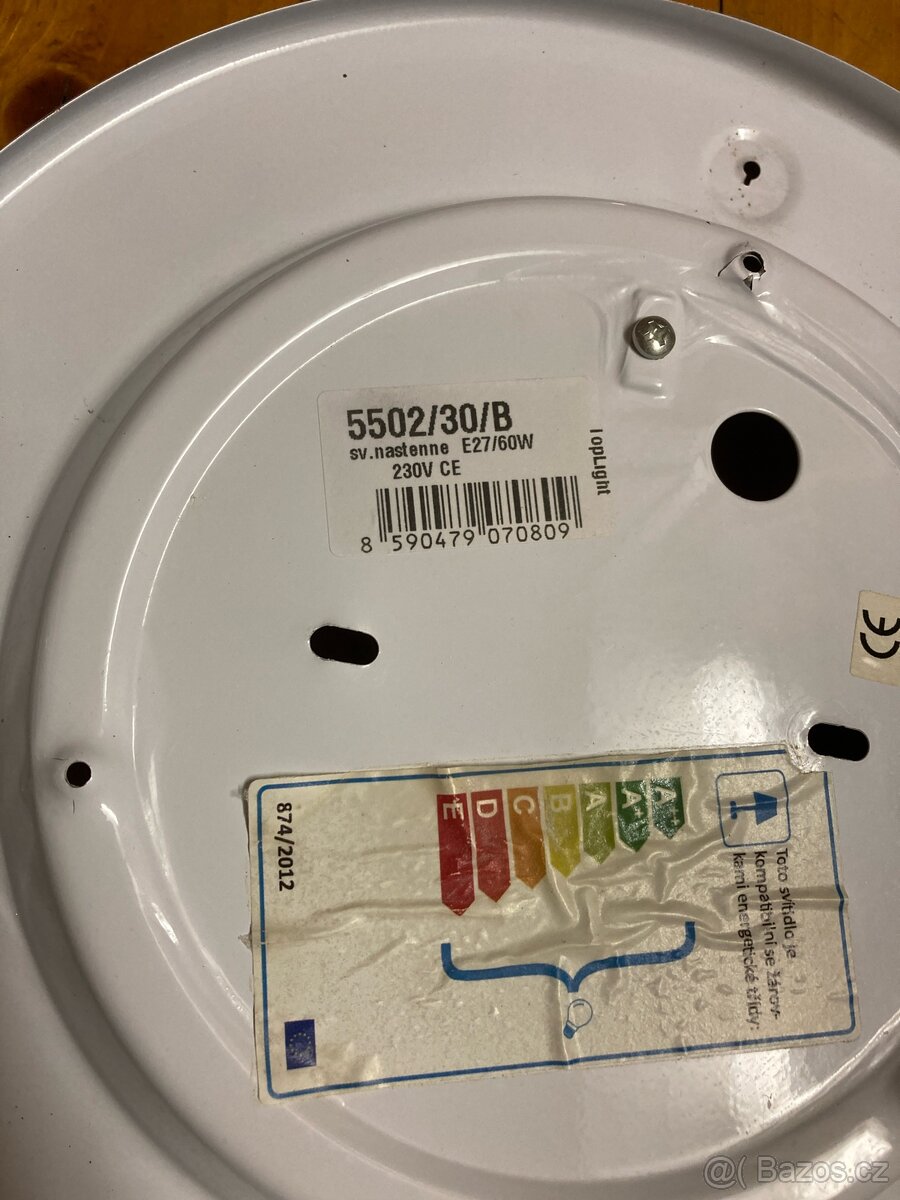 5502/30/B
sv.nastenne E27/60W
230V CE
TopLight
8 590479 070809
CE
Toto svítidlo je
kompatibilní se žárov-
kami energetické třídy:
A++
A+
A
B
C
D
E
874/2012
@( Bazos.cz